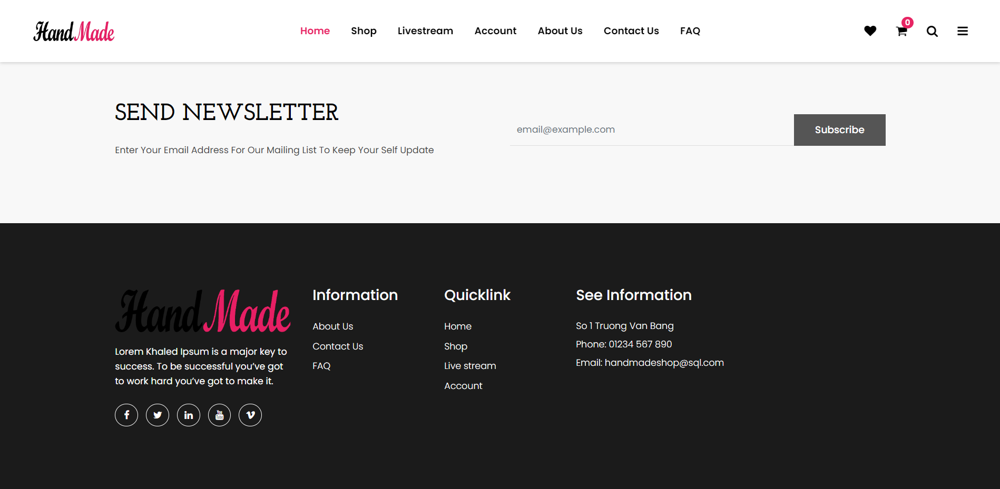 HandMade
Home Shop Livestream Account About Us Contact Us FAQ
0
SEND NEWSLETTER
Enter Your Email Address For Our Mailing List To Keep Your Self Update
email@example.com
Subscribe
HandMade
Lorem Khaled Ipsum is a major key to
success. To be successful you’ve got
to work hard you’ve got to make it.
You
Tube
Information
About Us
Contact Us
FAQ
Quicklink
Home
Shop
Live stream
Account
See Information
So 1 Truong Van Bang
Phone: 01234 567 890
Email: handmadeshop@sql.com